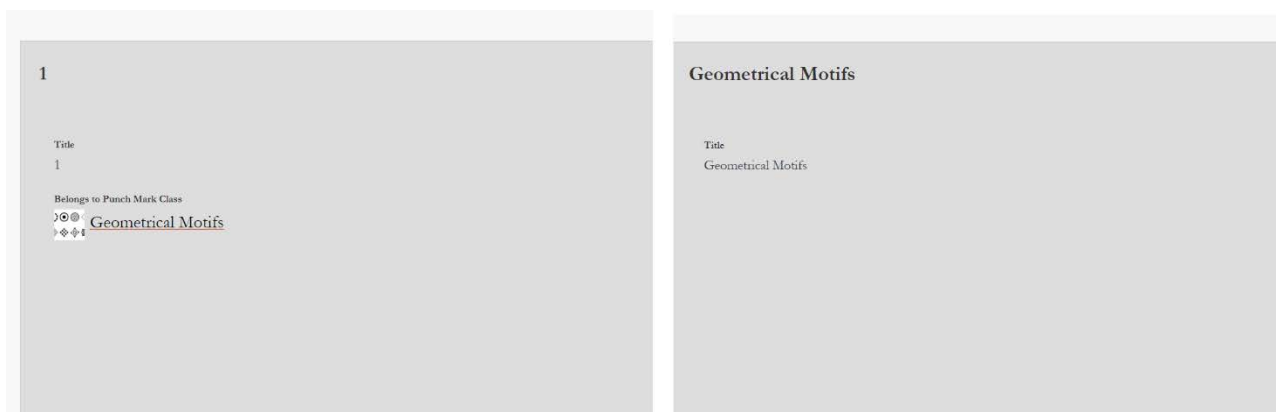 1
Title
1
Belongs to Punch Mark Class
Geometrical Motifs
Geometrical Motifs
Title
Geometrical Motifs